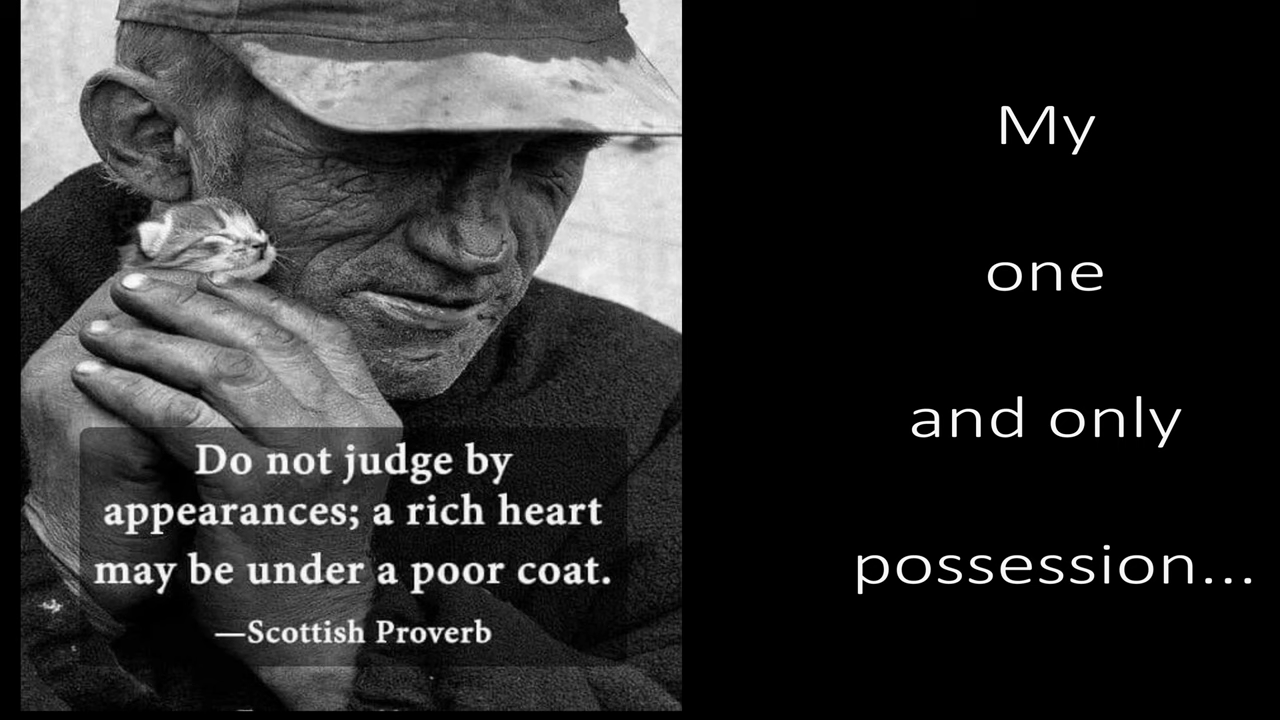 Do not judge by
appearances; a rich heart
may be under a poor coat.
—Scottish Proverb
My
one
and only
possession...